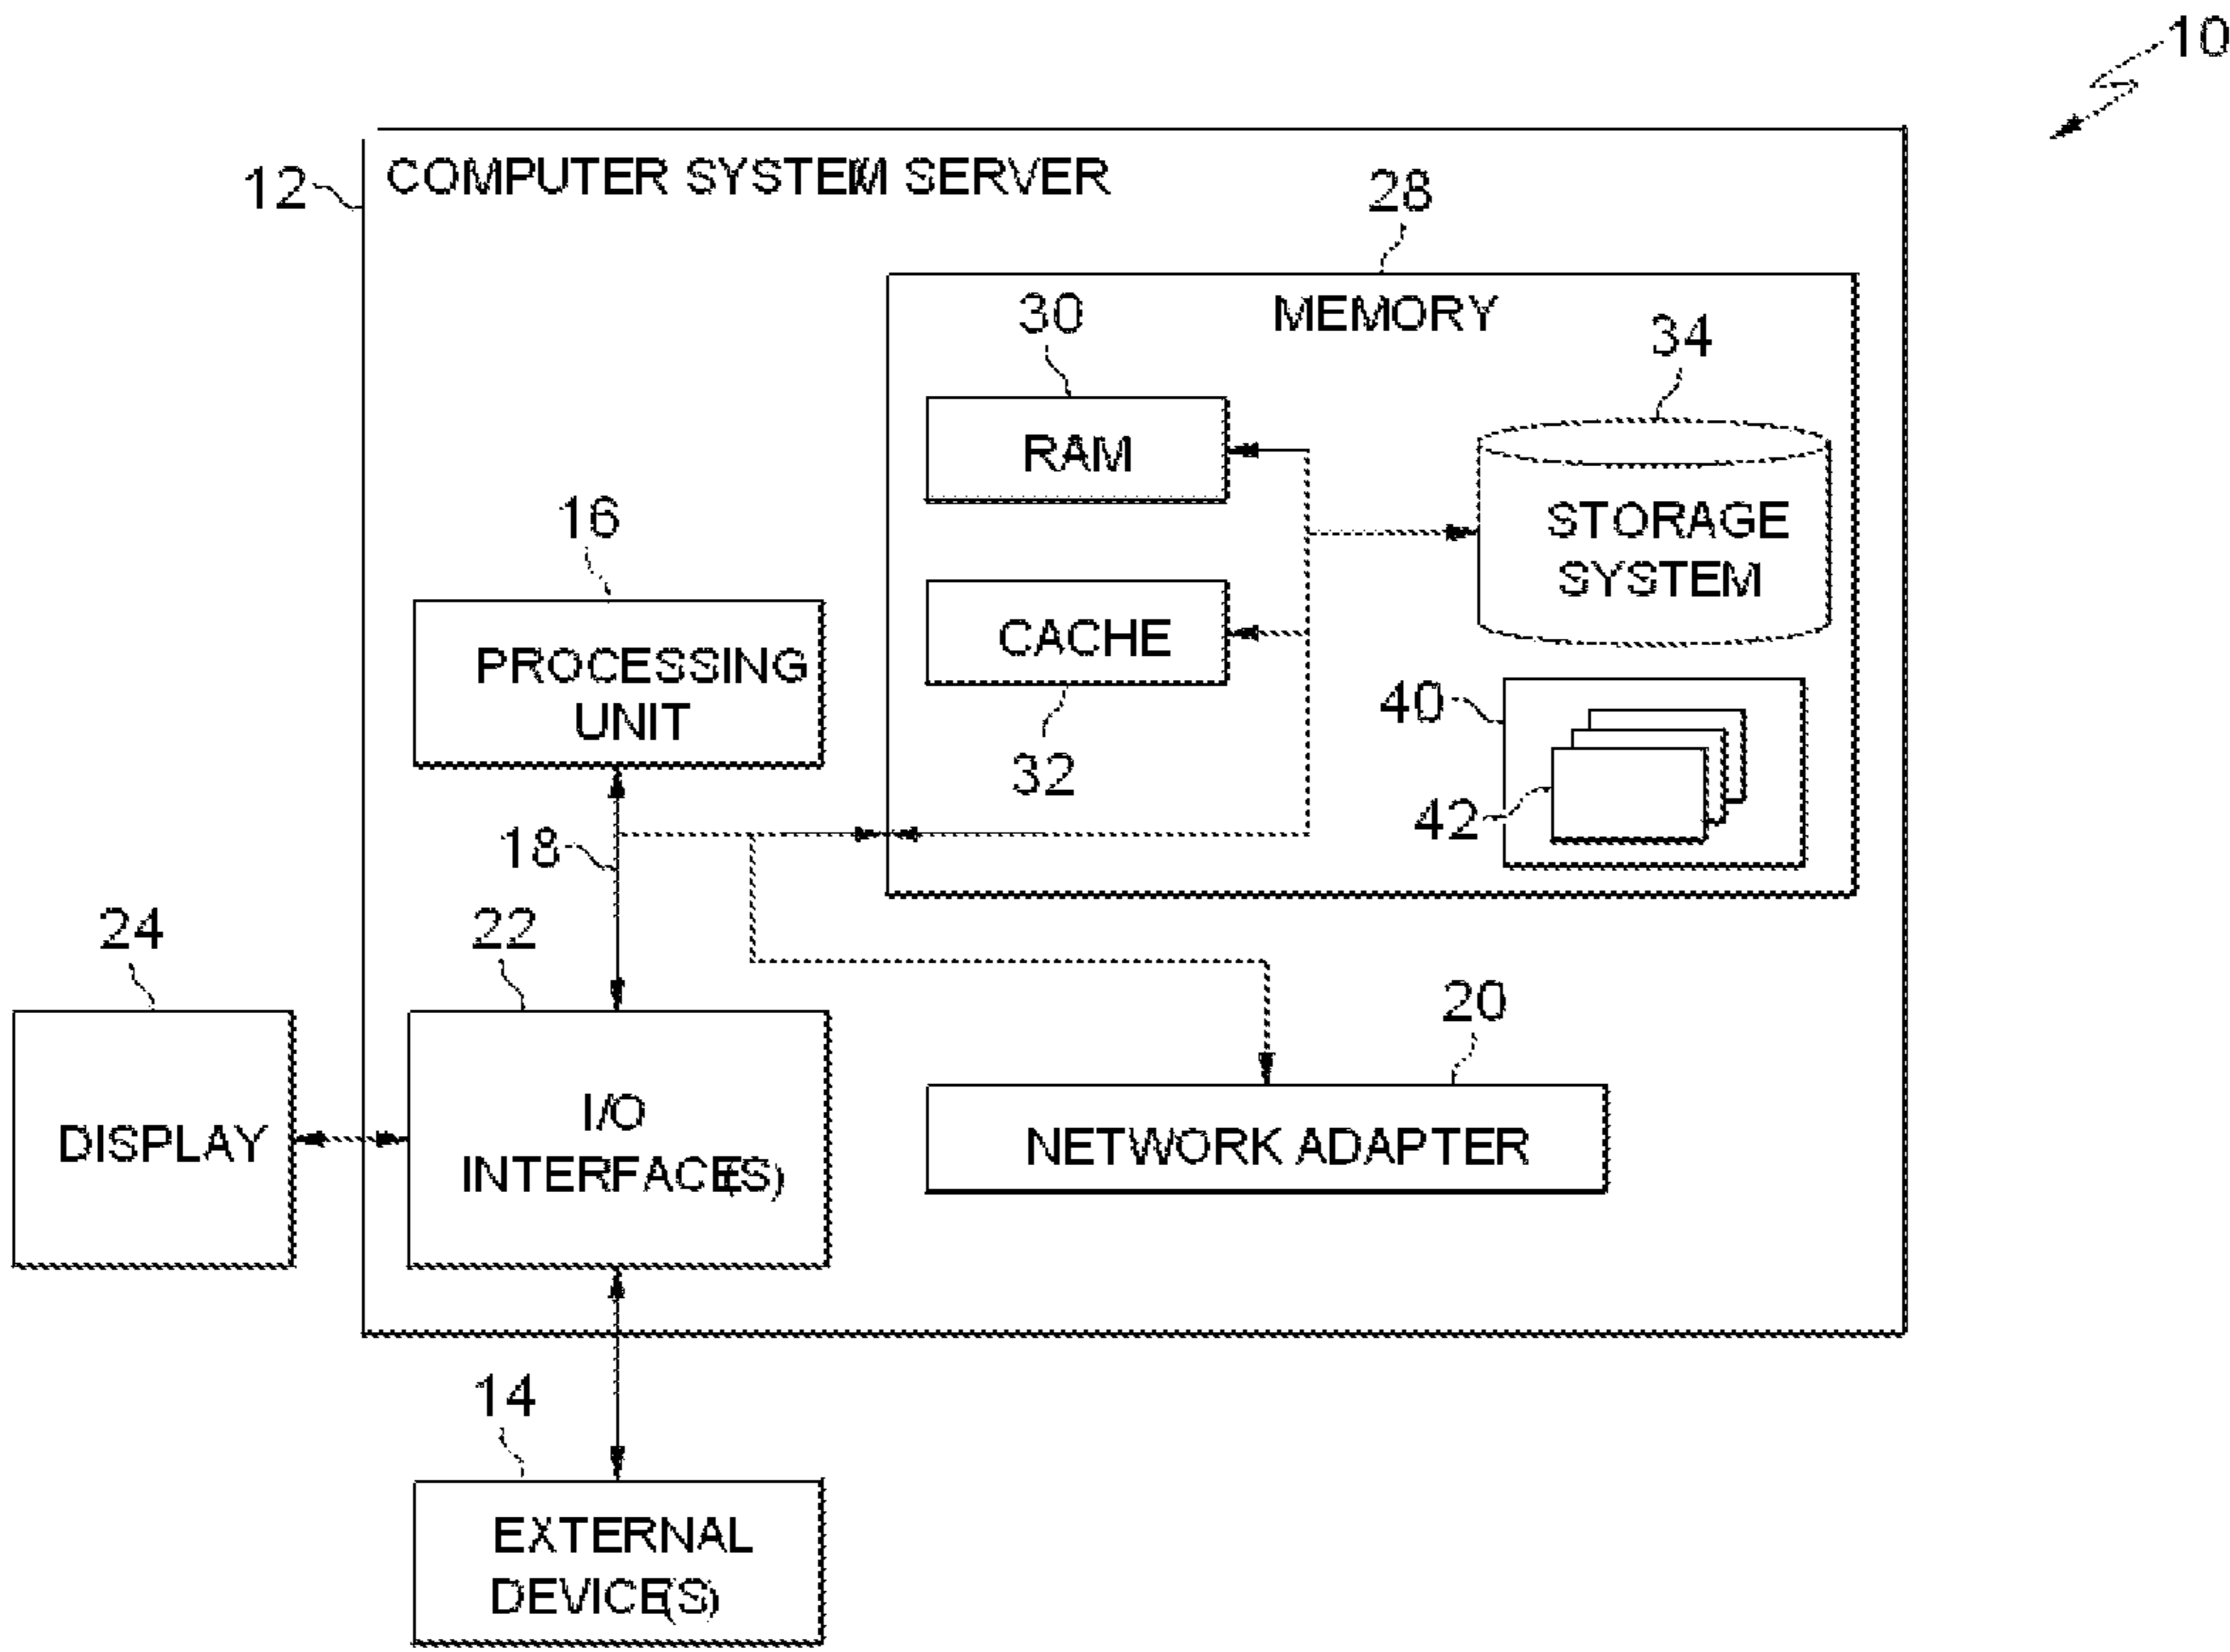 10
12
COMPUTER SYSTEM/ SERVER
28
MEMORY
30
34
RAM
STORAGE
SYSTEM
16
CACHE
PROCESSING
UNIT
40
32
42
18
24
22
20
DISPLAY
I/O
INTERFACE(S)
NETWORK ADAPTER
14
EXTERNAL
DEVICE(S)